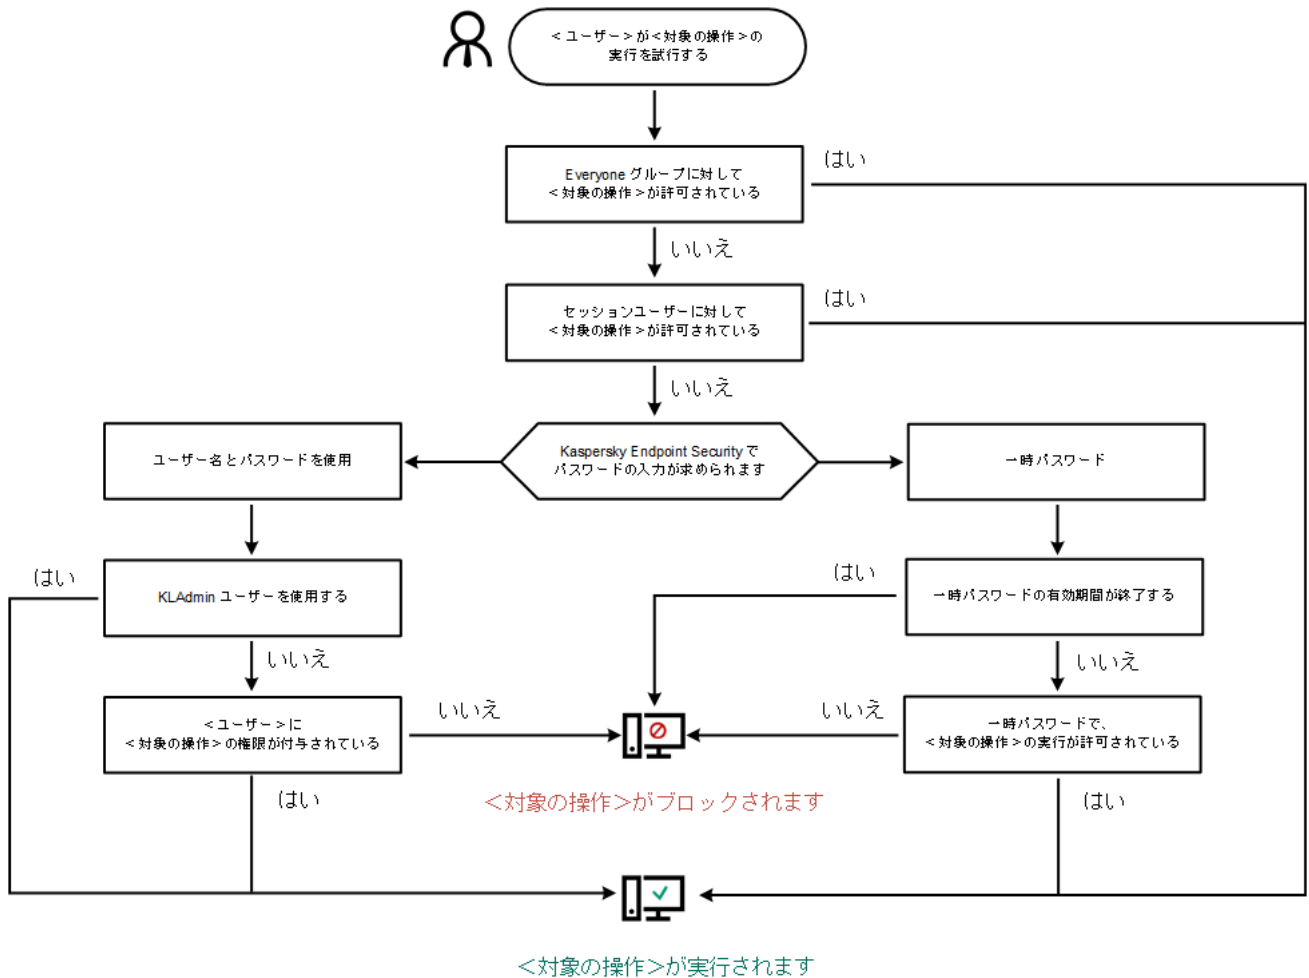 ＜ユーザー＞が＜対象の操作＞の
実行を試行する
はい
Everyone グループに対して
＜対象の操作＞が許可されている
いいえ
はい
セッションユーザーに対して
＜対象の操作＞が許可されている
いいえ
ユーザー名とパスワードを使用
Kaspersky Endpoint Security で
パスワードの入力が求められます
一時パスワード
はい
KLAdmin ユーザーを使用する
はい
一時パスワードの有効期間が終了する
いいえ
いいえ
＜ユーザー＞に
＜対象の操作＞の権限が付与されている
いいえ
いいえ
一時パスワードで、
＜対象の操作＞の実行が許可されている
はい
＜対象の操作＞がブロックされます
はい
＜対象の操作＞が実行されます